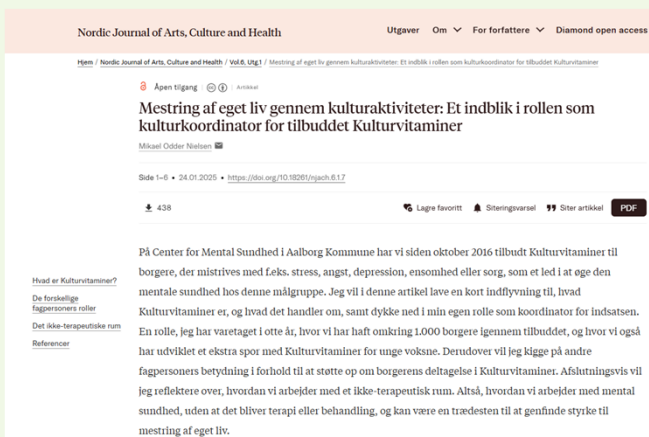 Nordic Journal of Arts, Culture and Health
Utgaver Om For forfattere Diamond open access
Hjem / Nordic Journal of Arts, Culture and Health / Vol.6, Utg.1 / Mestring af eget liv gennem kulturaktiviteter: Et indblik i rollen som kulturkoordinator for tilbuddet Kulturvitaminer
Åpen tilgang | Artikkel
Mestring af eget liv gennem kulturaktiviteter: Et indblik i rollen som
kulturkoordinator for tilbuddet Kulturvitaminer
Mikael Odder Nielsen
Side 1–6 • 24.01.2025 • https://doi.org/10.18261/njach.6.1.7
438 Lagre favoritt Siteringsvarsel Siter artikkel PDF
På Center for Mental Sundhed i Aalborg Kommune har vi siden oktober 2016 tilbudt Kulturvitaminer til
borgere, der mistrives med f.eks. stress, angst, depression, ensomhed eller sorg, som et led i at øge den
mentale sundhed hos denne målgruppe. Jeg vil i denne artikel lave en kort indflyvning til, hvad
Kulturvitaminer er, og hvad det handler om, samt dykke ned i min egen rolle som koordinator for indsatsen.
En rolle, jeg har varetaget i otte år, hvor vi har haft omkring 1.000 borgere igennem tilbuddet, og hvor vi også
har udviklet et ekstra spor med Kulturvitaminer for unge voksne. Derudover vil jeg kigge på andre
fagpersoners betydning i forhold til at støtte op om borgerens deltagelse i Kulturvitaminer. Afslutningsvis vil
jeg reflektere over, hvordan vi arbejder med et ikke-terapeutisk rum. Altså, hvordan vi arbejder med mental
sundhed, uden at det bliver terapi eller behandling, og kan være en trædesten til at genfinde styrke til
mestring af eget liv.
Hvad er Kulturvitaminer?
De forskellige
fagpersoners roller
Det ikke-terapeutiske rum
Referencer